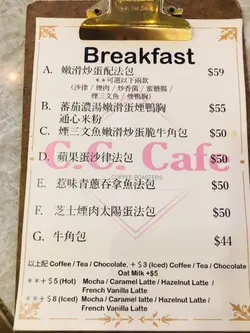 Breakfast
A. 嫩滑炒蛋配法包 $59
**可選以下兩款
(沙律 / 煙肉 / 炒香菌 / 蜜糖腸
/ 煙三文魚 / 煙鴨胸)
B. 蕃茄濃湯嫩滑蛋煙鴨胸 $55
通心米粉
C. 煙三文魚嫩滑炒蛋脆牛角包 $50
C.C. Cafe
D. 蘋果蛋沙律法包 $50
COFFEE ROASTERS
E. 惹味青蔥吞拿魚法包 $50
F. 芝士煙肉太陽蛋法包 $50
G. 牛角包 $44
以上配 Coffee / Tea / Chocolate, +$3 (Iced) Coffee / Tea / Chocolate
Oat Milk +$5
**+$5 (Hot) Mocha / Caramel Latte / Hazelnut Latte /
French Vanilla Latte
**+$8 (Iced) Mocha / Caramel latte / Hazelnut Latte /
French Vanilla Latte